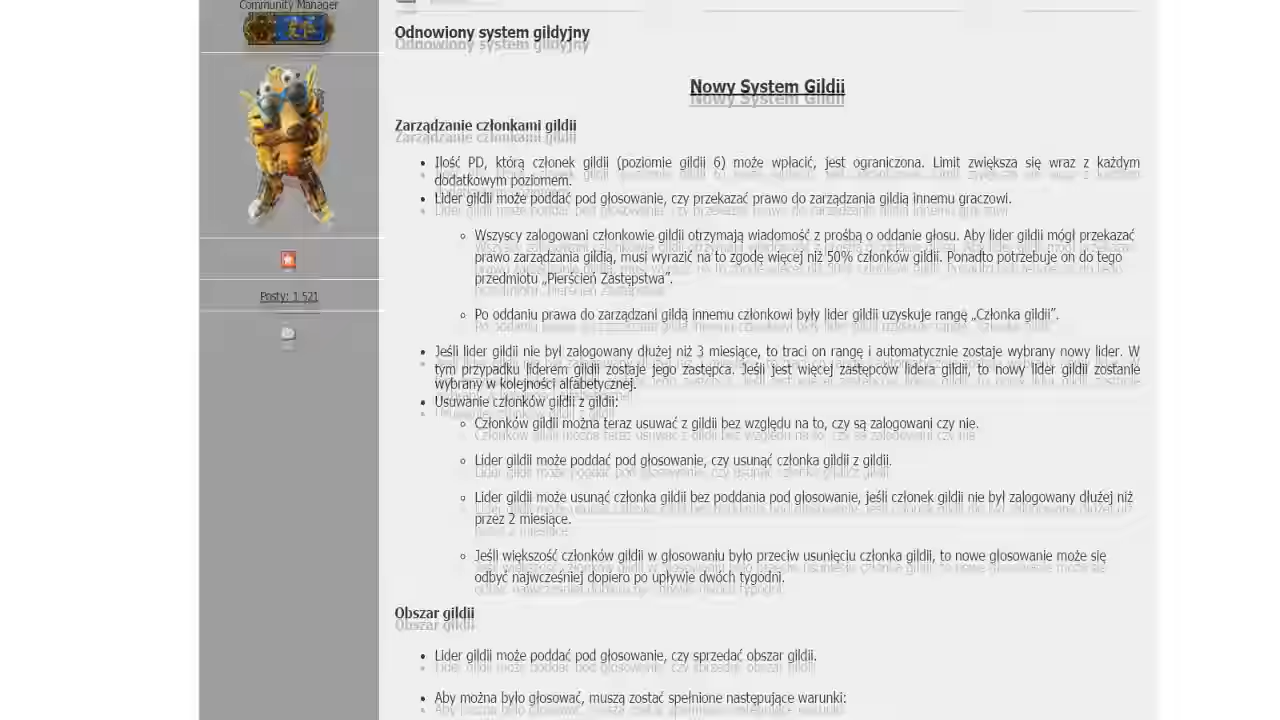 Community Manager
Odnowiony system gildyjny
Nowy System Gildii
Zarządzanie członkami gildii
• Ilość PD, którą członek gildii (poziomie gildii 6) może wpłacić, jest ograniczona. Limit zwiększa się wraz z każdym
dodatkowym poziomem.
• Lider gildii może poddać pod głosowanie, czy przekazać prawo do zarządzania gildią innemu graczowi.
◦ Wszyscy zalogowani członkowie gildii otrzymają wiadomość z prośbą o oddanie głosu. Aby lider gildii mógł przekazać
prawo zarządzania gildią, musi wyrazić na to zgodę więcej niż 50% członków gildii. Ponadto potrzebuje on do tego
przedmiotu „Pierścień Zastępstwa”.
◦ Po oddaniu prawa do zarządzani gildą innemu członkowi były lider gildii uzyskuje rangę „Członka gildii”.
• Jeśli lider gildii nie był zalogowany dłużej niż 3 miesiące, to traci on rangę i automatycznie zostaje wybrany nowy lider. W
tym przypadku liderem gildii zostaje jego zastępca. Jeśli jest więcej zastępców lidera gildii, to nowy lider gildii zostanie
wybrany w kolejności alfabetycznej.
• Usuwanie członków gildii z gildii:
◦ Członków gildii można teraz usuwać z gildii bez względu na to, czy są zalogowani czy nie.
◦ Lider gildii może poddać pod głosowanie, czy usunąć członka gildii z gildii.
◦ Lider gildii może usunąć członka gildii bez poddania pod głosowanie, jeśli członek gildii nie był zalogowany dłużej niż
przez 2 miesiące.
◦ Jeśli większość członków gildii w głosowaniu było przeciw usunięciu członka gildii, to nowe głosowanie może się
odbyć najwcześniej dopiero po upływie dwóch tygodni.
Obszar gildii
• Lider gildii może poddać pod głosowanie, czy sprzedać obszar gildii.
• Aby można było głosować, muszą zostać spełnione następujące warunki:
Posty: 1 521